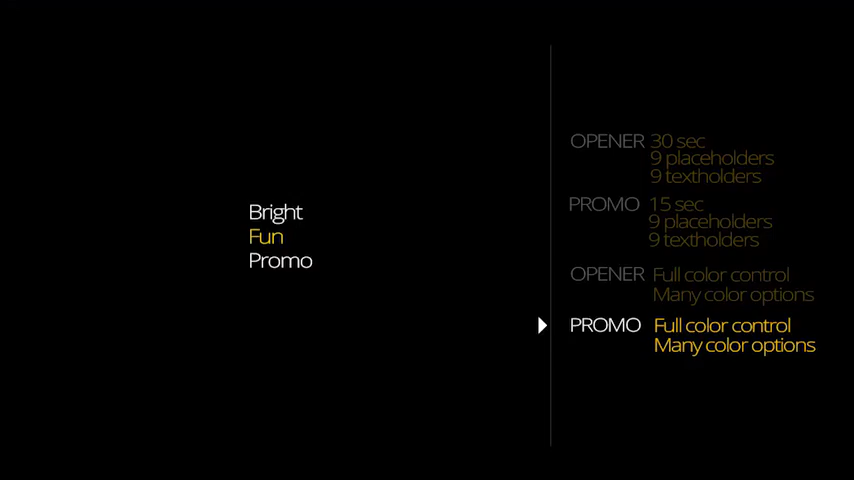 Bright
Fun
Promo
OPENER 30 sec
9 placeholders
9 textholders
PROMO 15 sec
9 placeholders
9 textholders
OPENER Full color control
Many color options
PROMO Full color control
Many color options